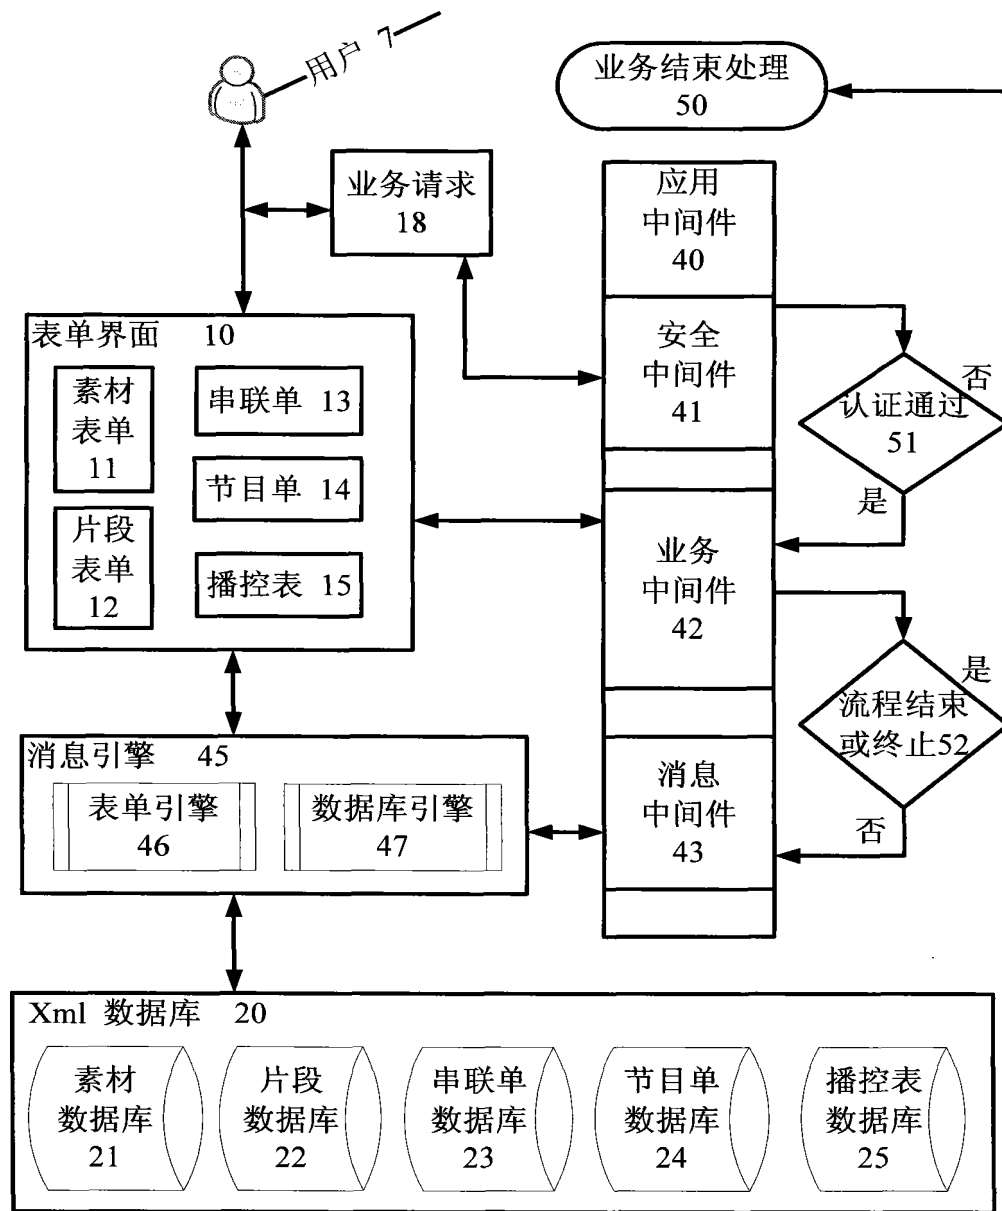 用户 7
业务结束处理
50
业务请求
18
应用
中间件
40
表单界面 10
素材
表单
11
片段
表单
12
串联单 13
节目单 14
播控表 15
安全
中间件
41
否
认证通过
51
是
业务
中间件
42
是
流程结束
或终止52
否
消息引擎 45
表单引擎
46
数据库引擎
47
消息
中间件
43
Xml 数据库 20
素材
数据库
21
片段
数据库
22
串联单
数据库
23
节目单
数据库
24
播控表
数据库
25